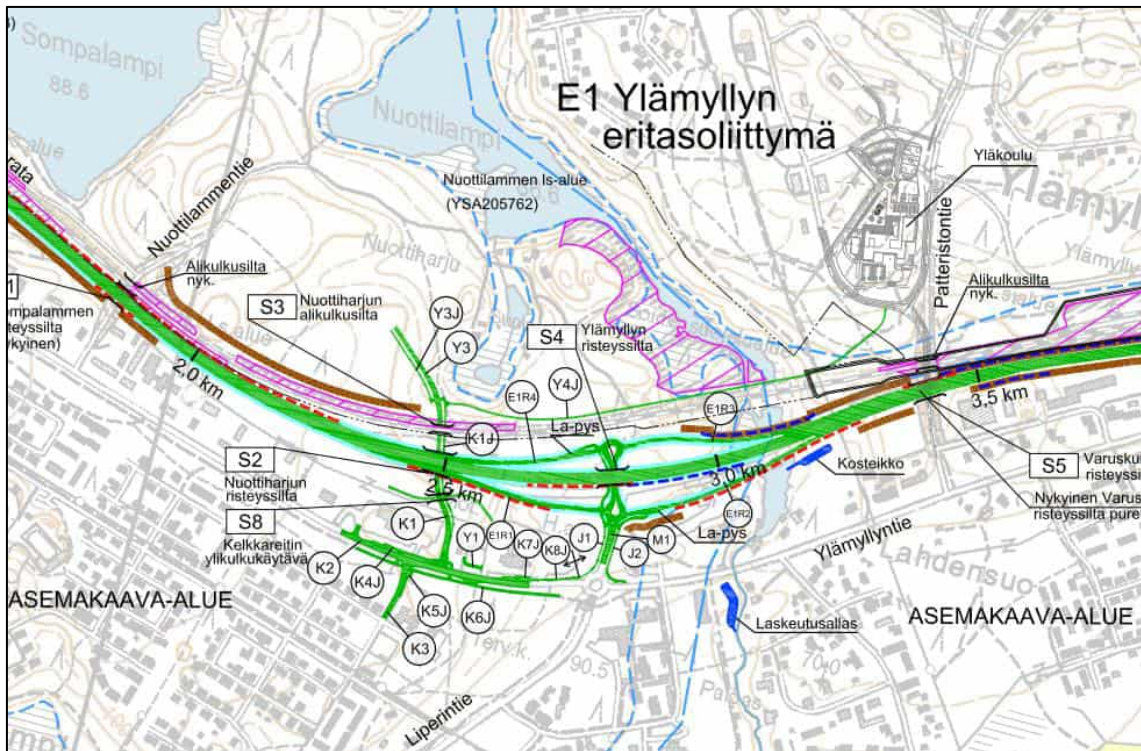 Sompalampi
88.6
Nuottilampi
E1 Ylämyllyn
eritasoliittymä
Yläkoulu
Nuottilammen ls-alue
(YSA205762)
rata
Nuottilammentie
Nuottiharju
Patteristontie
Alikulkusilta
nyk.
Alikulkusilta
nyk.
S3
Nuottiharjun
alikulkusilta
S4
Ylämyllyn
risteyssilta
Y3J
Y3
Y4J
E1R4
E1R3
La-pys
2,0 km
3,5 km
K1J
S2
Nuottiharjun
risteyssilta
2,5 km
3,0 km
Kosteikko
S5
S8
Kelkkareitin
ylikulkukäytävä
K1
E1R1
E1R2
La-pys
Ylämyllyntie
Y1
K7J
K8J
J1
J2
M1
K2
K4J
K5J
K6J
K3
ASEMAKAAVA-ALUE
ASEMAKAAVA-ALUE
Laskeutusallas
Terv.k.
90.5
Liperintie